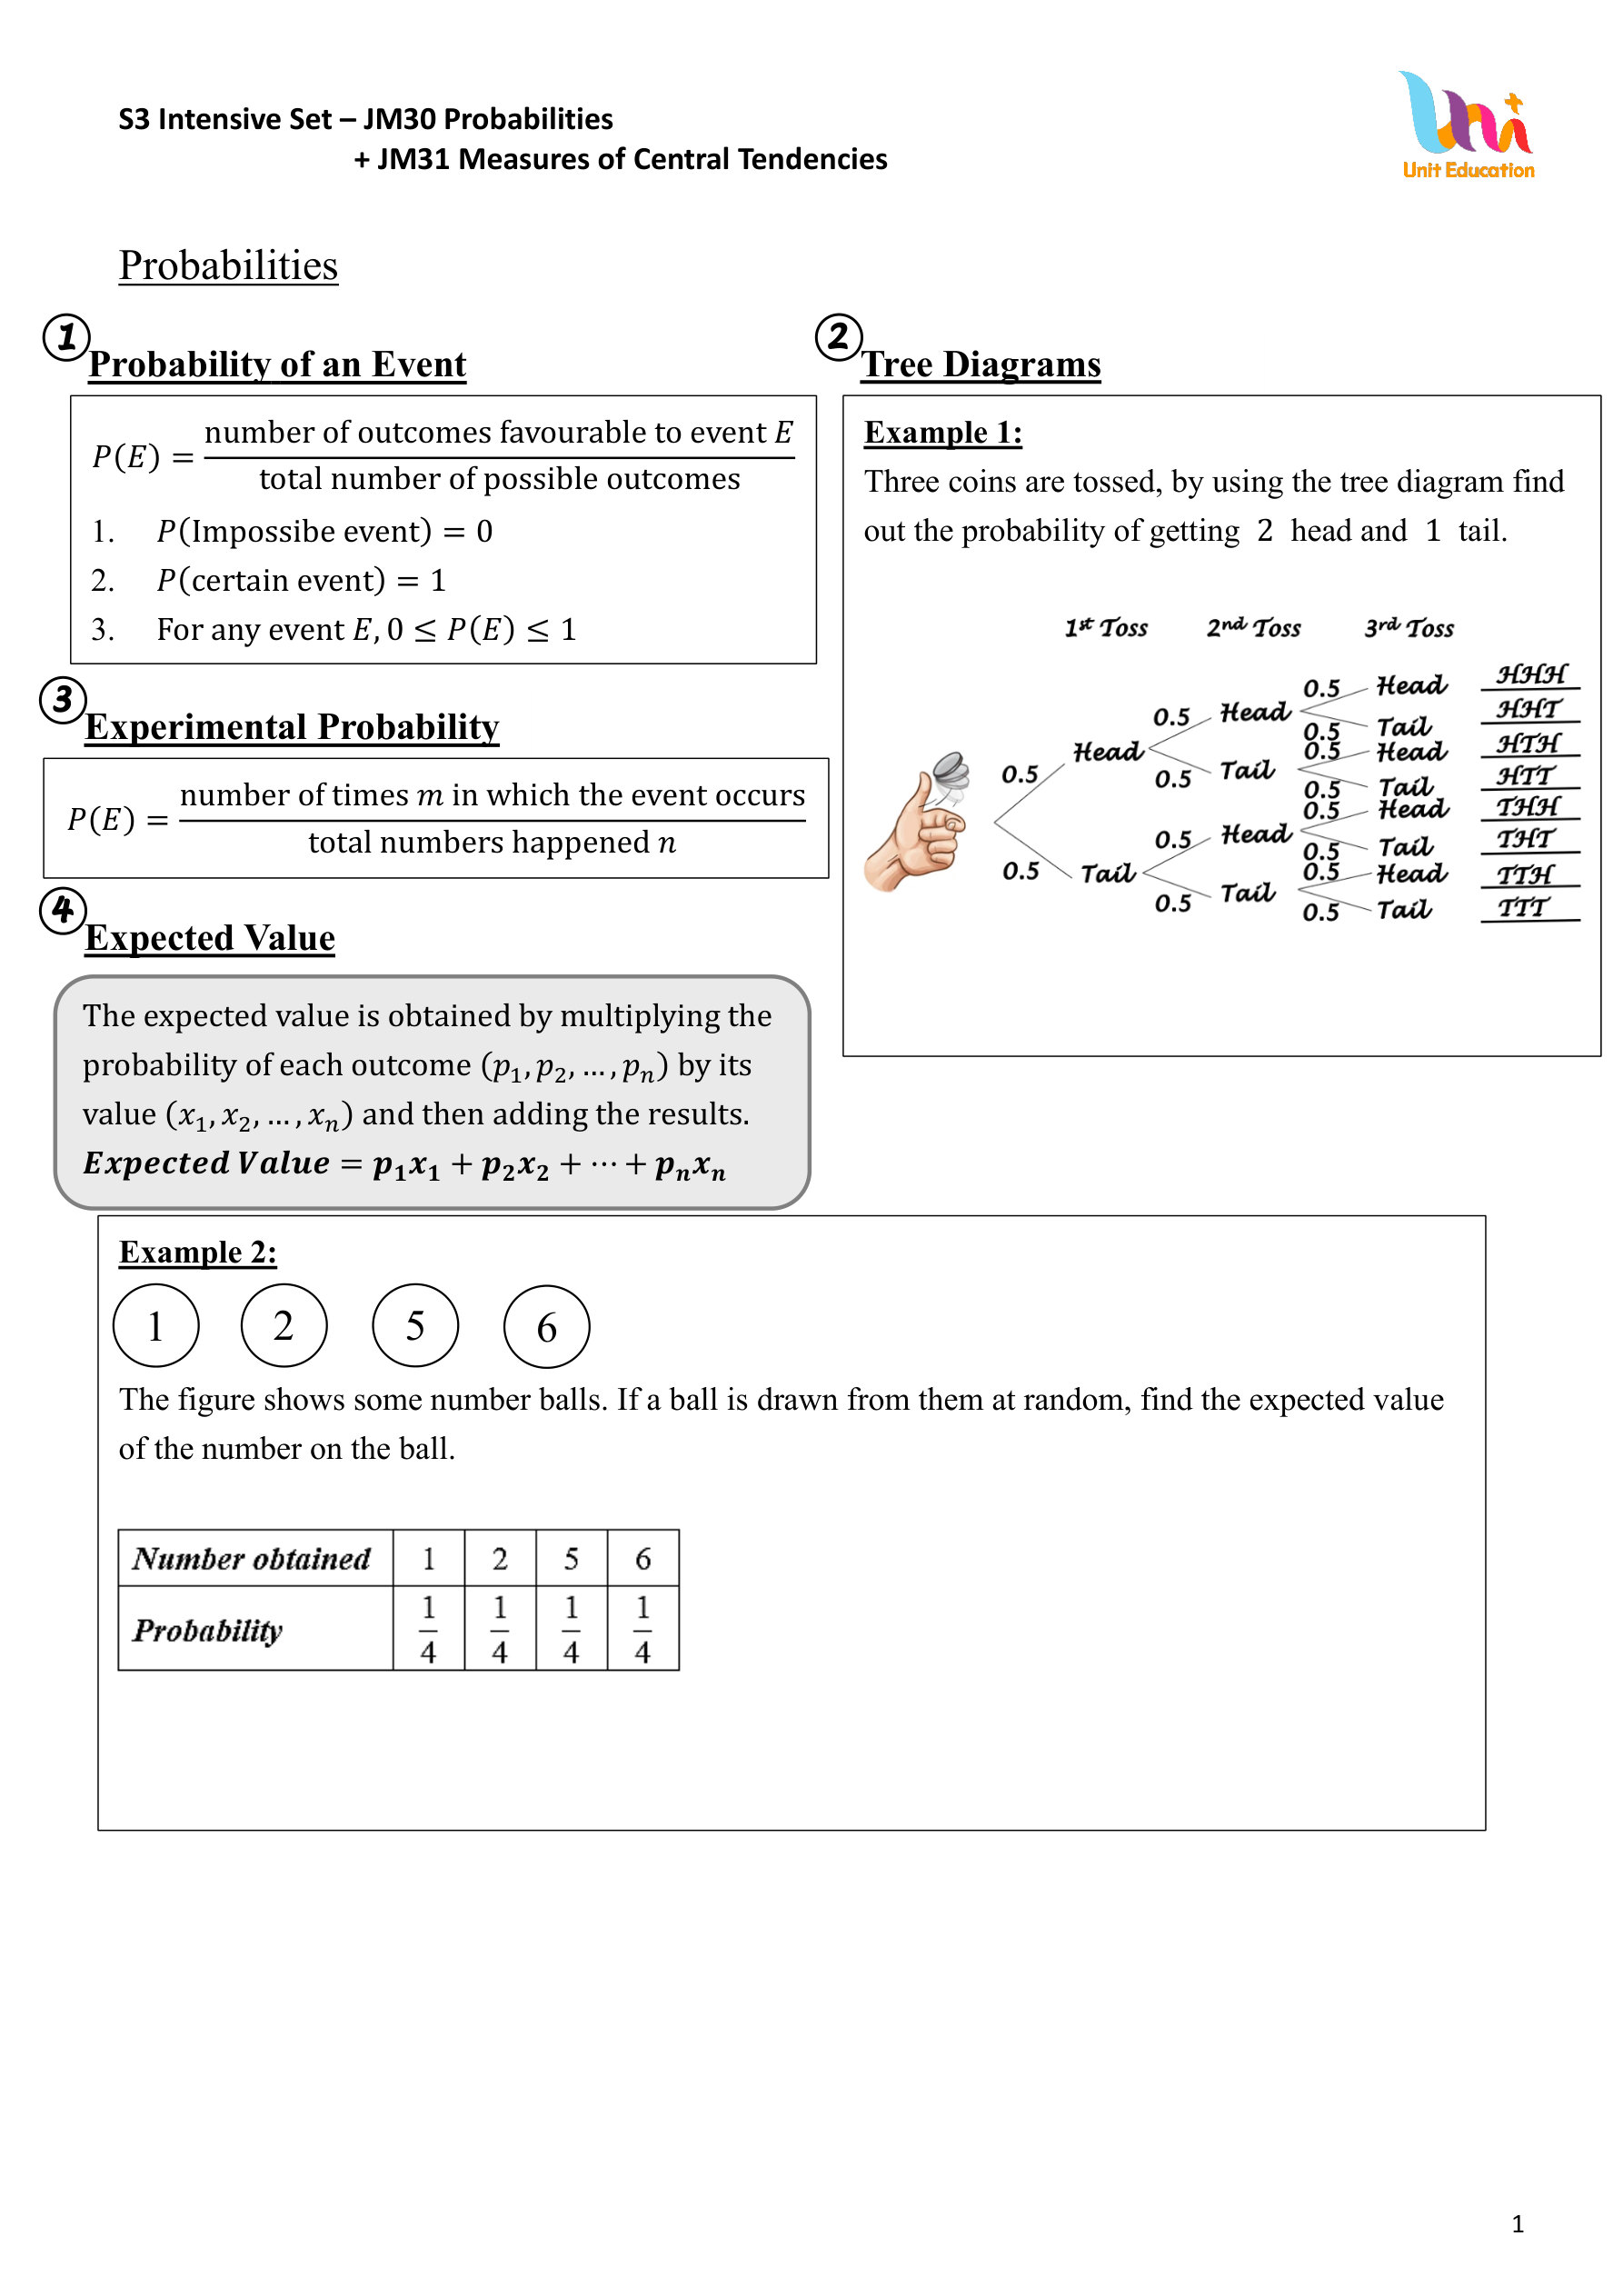 S3 Intensive Set – JM30 Probabilities
+ JM31 Measures of Central Tendencies
Unit Education
Probabilities
1
Probability of an Event
P(E) = number of outcomes favourable to event E / total number of possible outcomes
1. P(Impossibe event) = 0
2. P(certain event) = 1
3. For any event E, 0 ≤ P(E) ≤ 1
2
Tree Diagrams
Example 1:
Three coins are tossed, by using the tree diagram find
out the probability of getting 2 head and 1 tail.
1st Toss 2nd Toss 3rd Toss
0.5 Head HHH
0.5 Head
0.5 Tail HHT
0.5 Head
0.5 Head HTH
0.5 Tail
0.5 Tail HTT
0.5 Head THH
0.5 Head
0.5 Tail THT
0.5 Tail
0.5 Head TTH
0.5 Tail
0.5 Tail TTT
3
Experimental Probability
P(E) = number of times m in which the event occurs / total numbers happened n
4
Expected Value
The expected value is obtained by multiplying the
probability of each outcome (p₁, p₂, … , pₙ) by its
value (x₁, x₂, … , xₙ) and then adding the results.
Expected Value = p₁x₁ + p₂x₂ + ⋯ + pₙxₙ
Example 2:
1 2 5 6
The figure shows some number balls. If a ball is drawn from them at random, find the expected value
of the number on the ball.
Number obtained 1 2 5 6
Probability 1/4 1/4 1/4 1/4
1